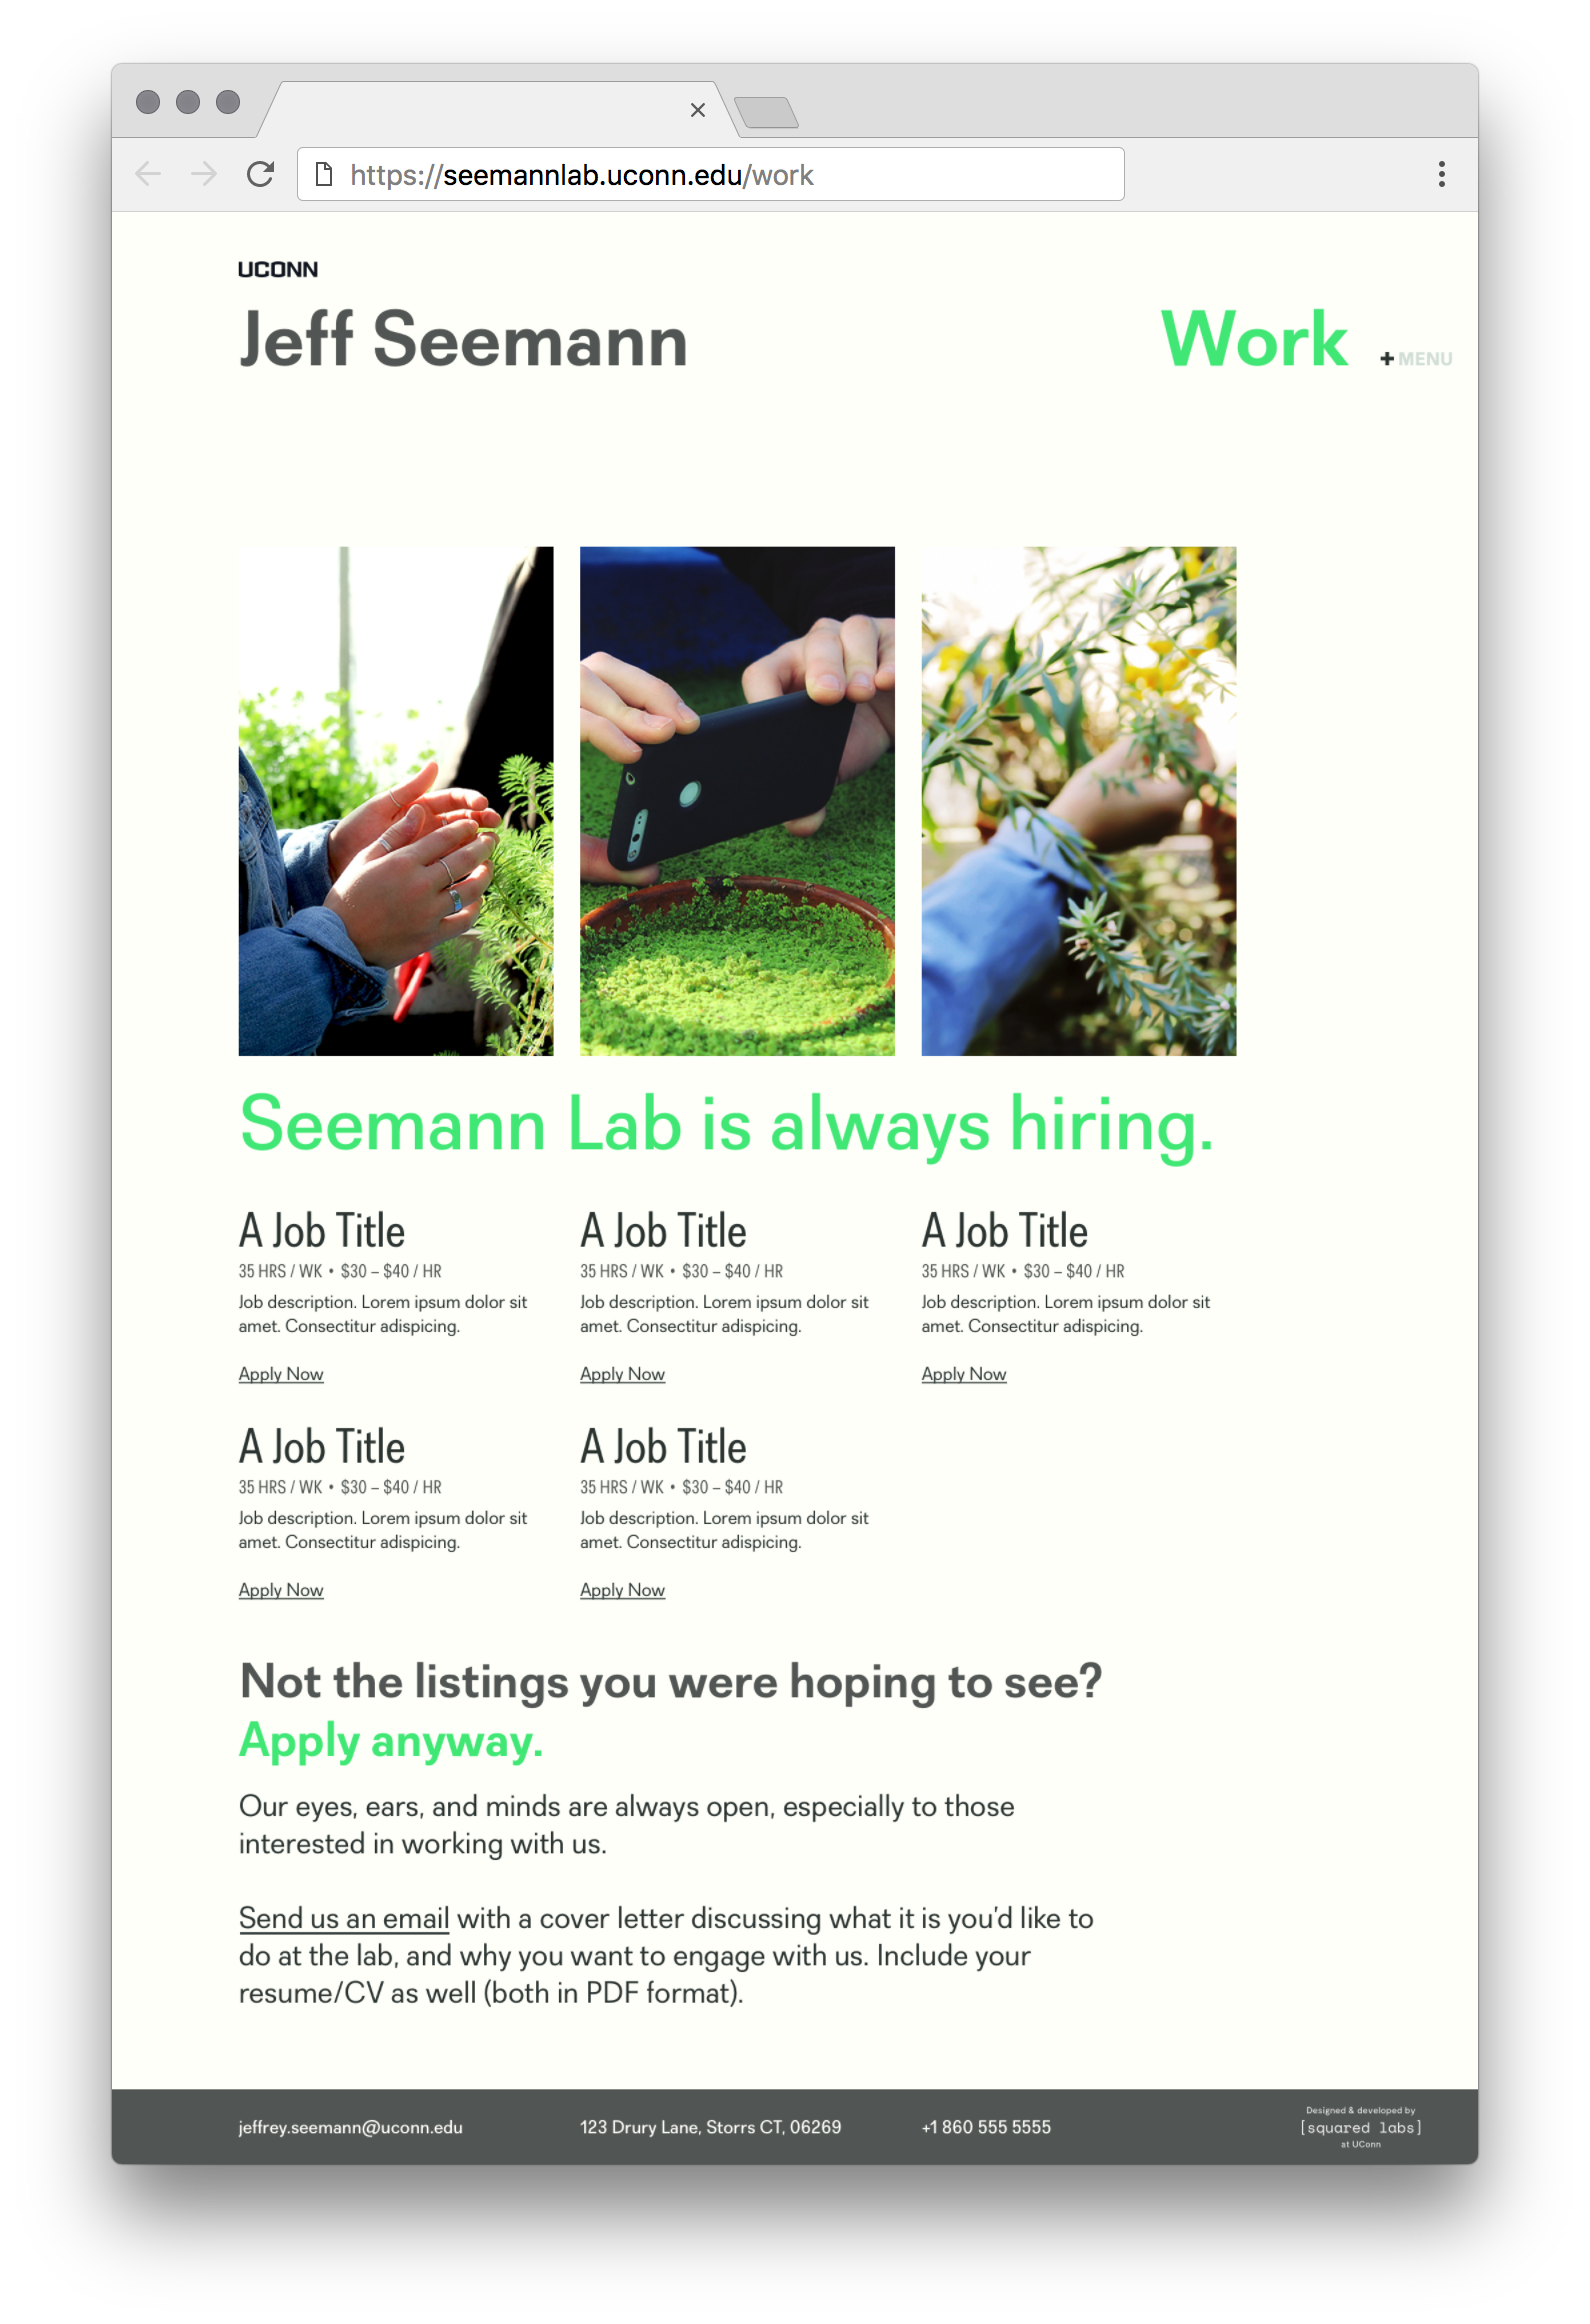 https://seemannlab.uconn.edu/work
UCONN
Jeff Seemann
Work
+ MENU
Seemann Lab is always hiring.
A Job Title
35 HRS / WK • $30 – $40 / HR
Job description. Lorem ipsum dolor sit
amet. Consectitur adispicing.
Apply Now
A Job Title
35 HRS / WK • $30 – $40 / HR
Job description. Lorem ipsum dolor sit
amet. Consectitur adispicing.
Apply Now
A Job Title
35 HRS / WK • $30 – $40 / HR
Job description. Lorem ipsum dolor sit
amet. Consectitur adispicing.
Apply Now
A Job Title
35 HRS / WK • $30 – $40 / HR
Job description. Lorem ipsum dolor sit
amet. Consectitur adispicing.
Apply Now
A Job Title
35 HRS / WK • $30 – $40 / HR
Job description. Lorem ipsum dolor sit
amet. Consectitur adispicing.
Apply Now
Not the listings you were hoping to see?
Apply anyway.
Our eyes, ears, and minds are always open, especially to those
interested in working with us.
Send us an email with a cover letter discussing what it is you’d like to
do at the lab, and why you want to engage with us. Include your
resume/CV as well (both in PDF format).
jeffrey.seemann@uconn.edu
123 Drury Lane, Storrs CT, 06269
+1 860 555 5555
Designed & developed by
[squared labs]
at UConn